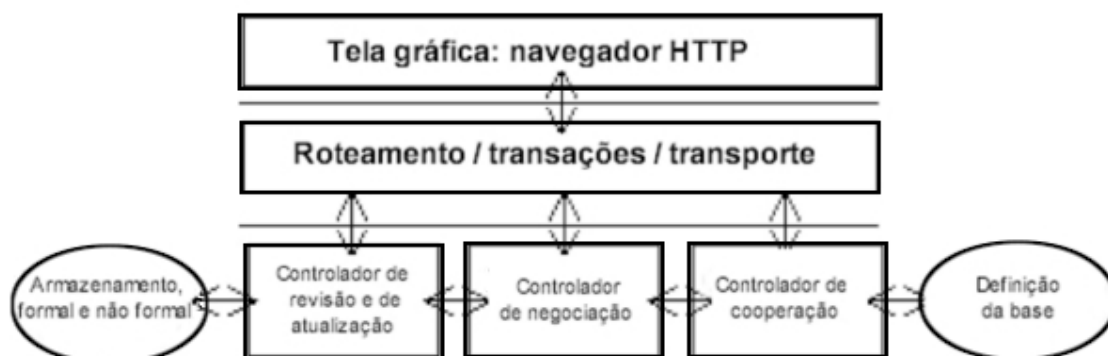 Tela gráfica: navegador HTTP
Roteamento / transações / transporte
Armazenamento,
formal e não formal
Controlador de
revisão e de
atualização
Controlador
de negociação
Controlador de
cooperação
Definição
da base